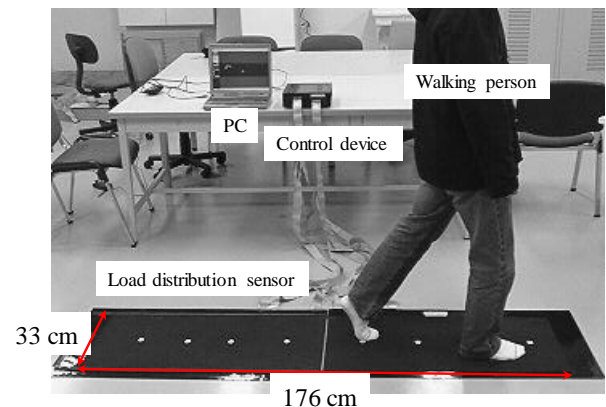 Walking person
PC
Control device
Load distribution sensor
33 cm
176 cm